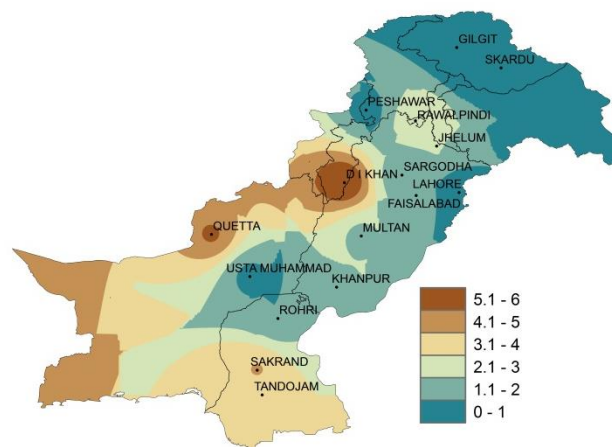 GILGIT
SKARDU
PESHAWAR
RAWALPINDI
JHELUM
SARGODHA
D I KHAN
LAHORE
FAISALABAD
QUETTA
MULTAN
USTA MUHAMMAD
KHANPUR
ROHRI
SAKRAND
TANDOJAM
5.1 - 6
4.1 - 5
3.1 - 4
2.1 - 3
1.1 - 2
0 - 1